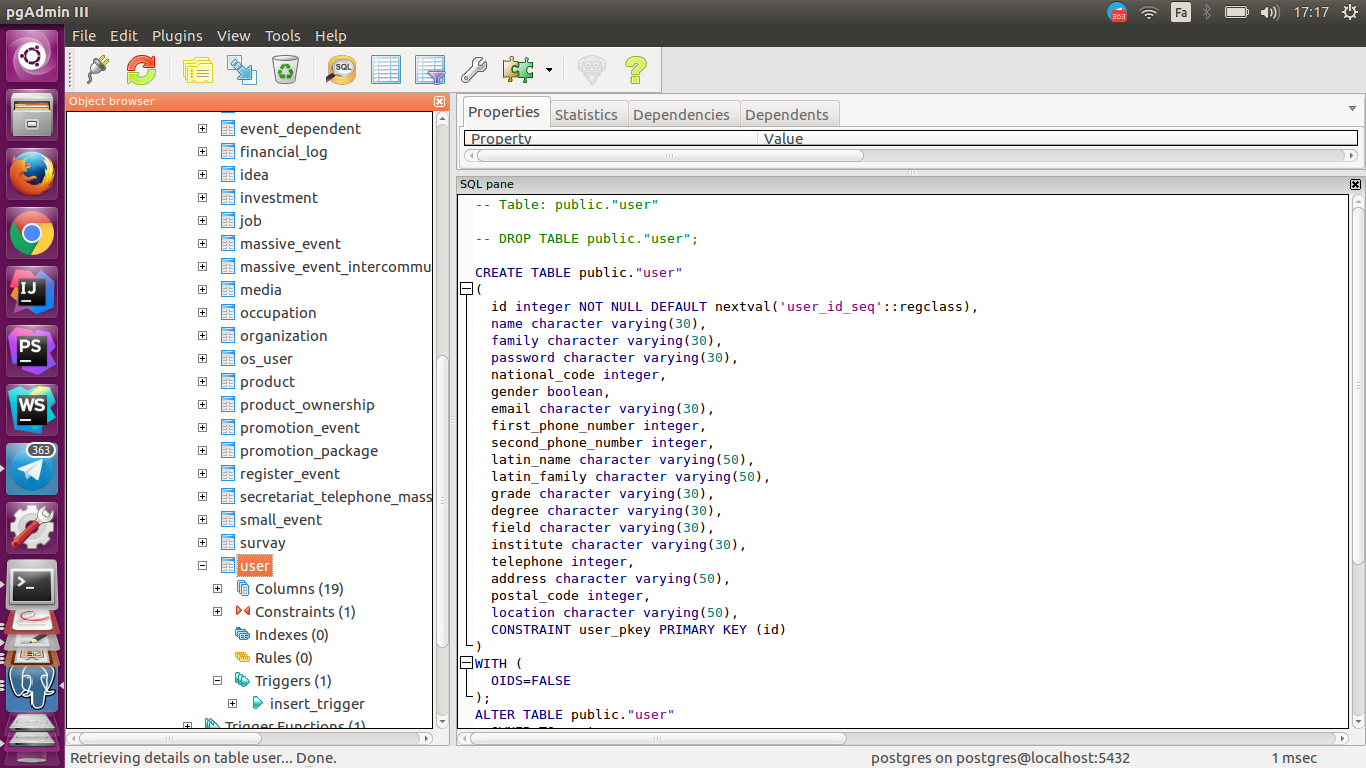 pgAdmin III
363
Fa
17:17
File Edit Plugins View Tools Help
SQL
Object browser
event_dependent
financial_log
idea
investment
job
massive_event
massive_event_intercommu
media
occupation
organization
os_user
product
product_ownership
promotion_event
promotion_package
register_event
secretariat_telephone_mass
small_event
survay
user
Columns (19)
Constraints (1)
Indexes (0)
Rules (0)
Triggers (1)
insert_trigger
Trigger Functions (1)
IJ
PS
WS
363
>_
Properties Statistics Dependencies Dependents
Property Value
SQL pane
-- Table: public."user"
-- DROP TABLE public."user";
CREATE TABLE public."user"
(
id integer NOT NULL DEFAULT nextval('user_id_seq'::regclass),
name character varying(30),
family character varying(30),
password character varying(30),
national_code integer,
gender boolean,
email character varying(30),
first_phone_number integer,
second_phone_number integer,
latin_name character varying(50),
latin_family character varying(50),
grade character varying(30),
degree character varying(30),
field character varying(30),
institute character varying(30),
telephone integer,
address character varying(50),
postal_code integer,
location character varying(50),
CONSTRAINT user_pkey PRIMARY KEY (id)
)
WITH (
OIDS=FALSE
);
ALTER TABLE public."user"
Retrieving details on table user... Done.
postgres on postgres@localhost:5432
1 msec